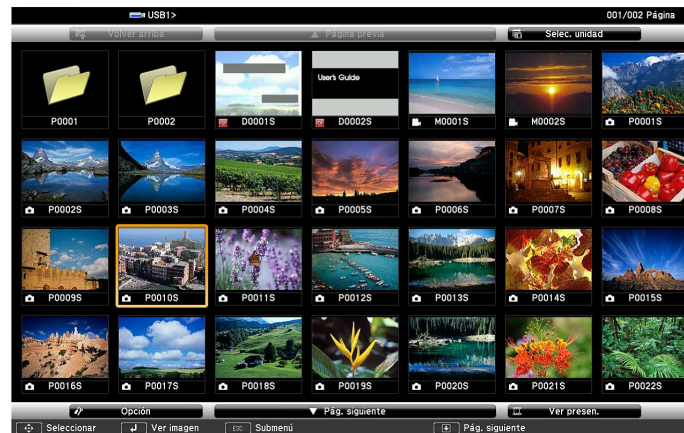 USB1> 001/002 Página
Volver arriba Página previa Selec. unidad
User's Guide
P0001 P0002 D0001S D0002S M0001S M0002S P0001S
P0002S P0003S P0004S P0005S P0006S P0007S P0008S
P0009S P0010S P0011S P0012S P0013S P0014S P0015S
P0016S P0017S P0018S P0019S P0020S P0021S P0022S
Opción Pág. siguiente Ver presen.
Seleccionar Ver imagen ESC Submenú Pág. siguiente